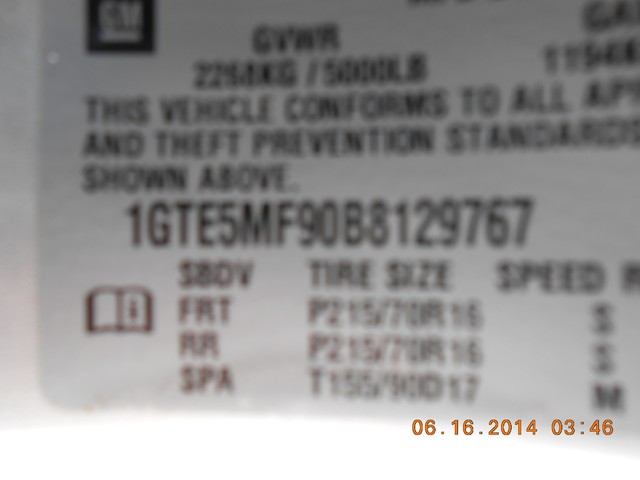 GM
GVWR
2268KG / 5000LB
THIS VEHICLE CONFORMS TO ALL
AND THEFT PREVENTION STANDARDS
SHOWN ABOVE.
1GTE5MF90B8129767
TIRE SIZE SPEED
FRT P215/70R16 S
RR P215/70R16 S
SPA T155/90D17 M
06.16.2014 03:46